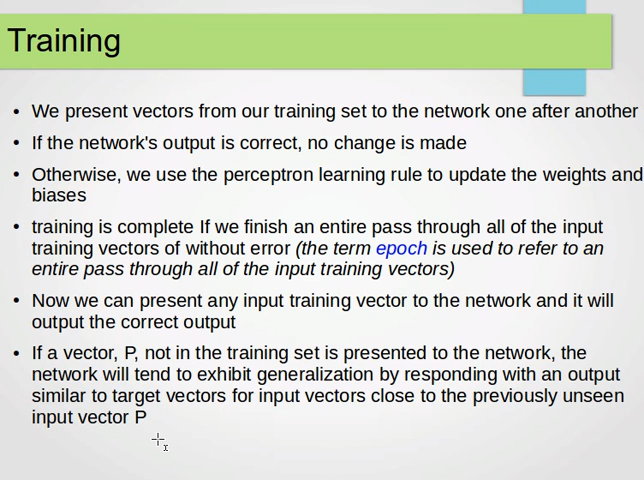 Training
• We present vectors from our training set to the network one after another
• If the network's output is correct, no change is made
• Otherwise, we use the perceptron learning rule to update the weights and
biases
• training is complete If we finish an entire pass through all of the input
training vectors of without error (the term epoch is used to refer to an
entire pass through all of the input training vectors)
• Now we can present any input training vector to the network and it will
output the correct output
• If a vector, P, not in the training set is presented to the network, the
network will tend to exhibit generalization by responding with an output
similar to target vectors for input vectors close to the previously unseen
input vector P